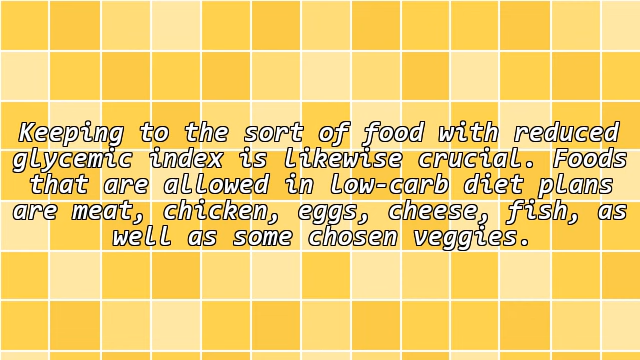 Keeping to the sort of food with reduced
glycemic index is likewise crucial. Foods
that are allowed in low-carb diet plans
are meat, chicken, eggs, cheese, fish, as
well as some chosen veggies.